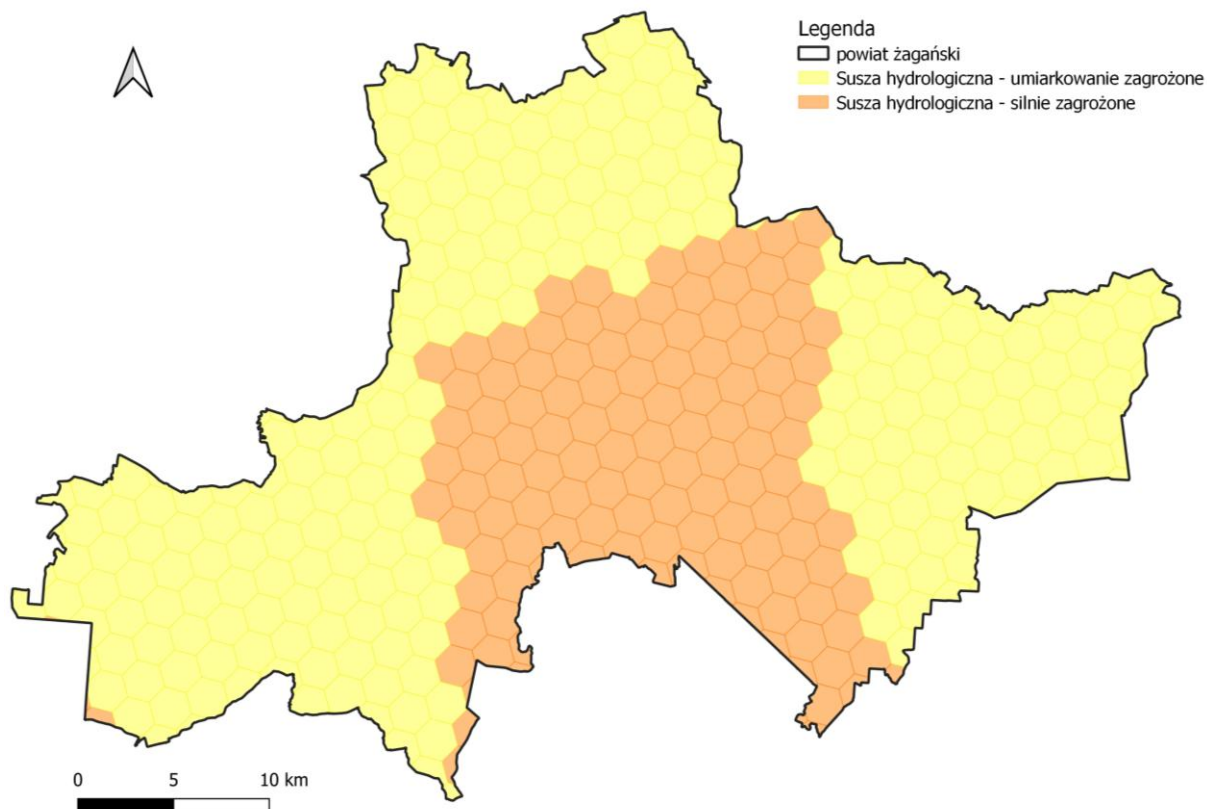 Legenda
powiat żagański
Susza hydrologiczna - umiarkowanie zagrożone
Susza hydrologiczna - silnie zagrożone
0 5 10 km